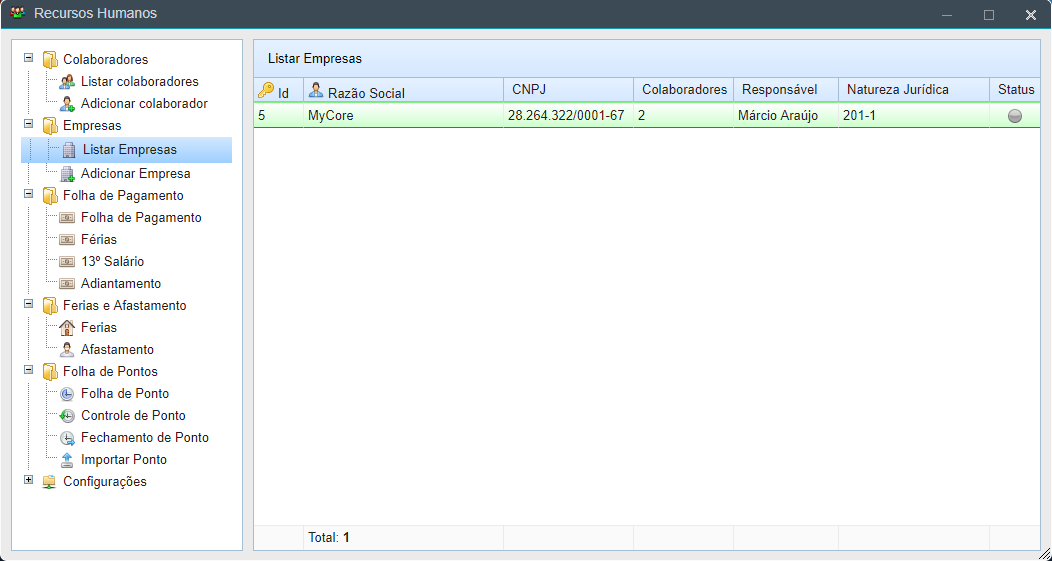 Recursos Humanos
Colaboradores
Listar colaboradores
Adicionar colaborador
Empresas
Listar Empresas
Adicionar Empresa
Folha de Pagamento
Folha de Pagamento
Férias
13º Salário
Adiantamento
Ferias e Afastamento
Ferias
Afastamento
Folha de Pontos
Folha de Ponto
Controle de Ponto
Fechamento de Ponto
Importar Ponto
Configurações
Listar Empresas
Id Razão Social CNPJ Colaboradores Responsável Natureza Jurídica Status
5 MyCore 28.264.322/0001-67 2 Márcio Araújo 201-1
Total: 1